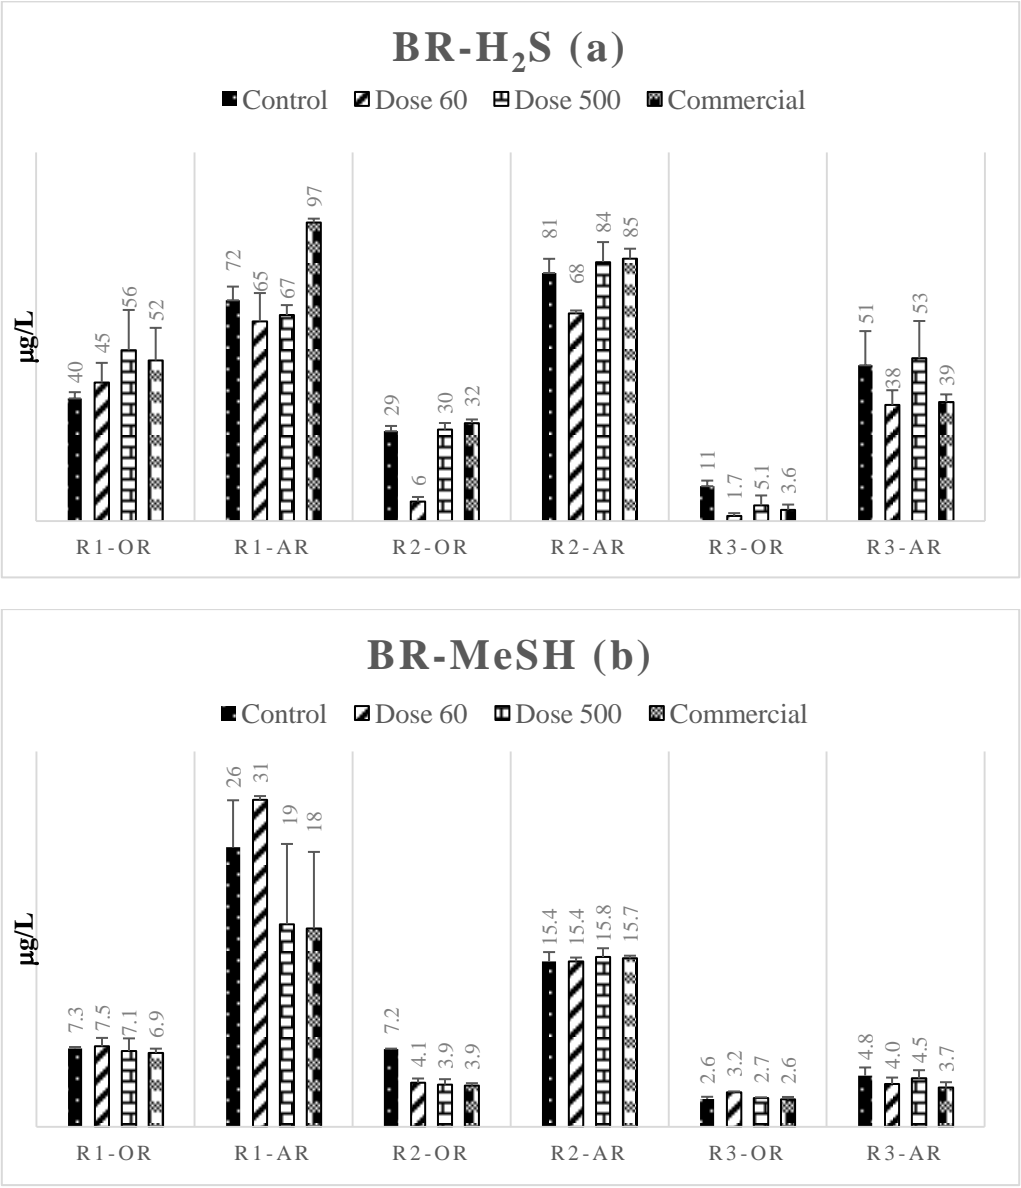 BR-H₂S (a)
Control Dose 60 Dose 500 Commercial
µg/L
40 45 56 52 72 65 67 97 29 6 30 32 81 68 84 85 11 1.7 5.1 3.6 51 38 53 39
R1-OR R1-AR R2-OR R2-AR R3-OR R3-AR
BR-MeSH (b)
Control Dose 60 Dose 500 Commercial
µg/L
7.3 7.5 7.1 6.9 26 31 19 18 7.2 4.1 3.9 3.9 15.4 15.4 15.8 15.7 2.6 3.2 2.7 2.6 4.8 4.0 4.5 3.7
R1-OR R1-AR R2-OR R2-AR R3-OR R3-AR